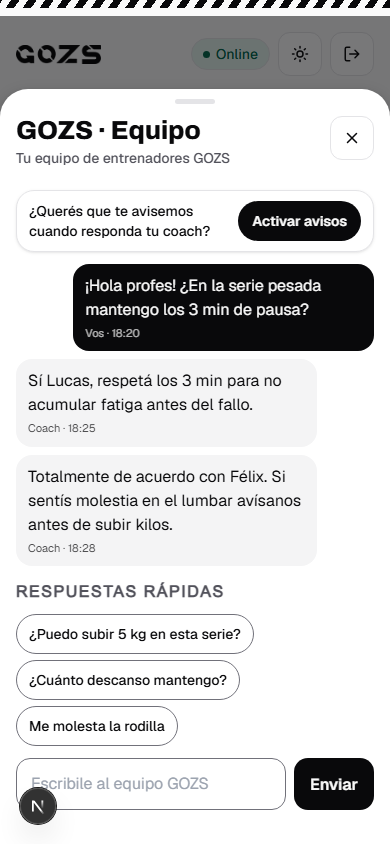 GOZS
Online
GOZS · Equipo
Tu equipo de entrenadores GOZS
¿Querés que te avisemos
cuando responda tu coach?
Activar avisos
¡Hola profes! ¿En la serie pesada
mantengo los 3 min de pausa?
Vos · 18:20
Sí Lucas, respetá los 3 min para no
acumular fatiga antes del fallo.
Coach · 18:25
Totalmente de acuerdo con Félix. Si
sentís molestia en el lumbar avísanos
antes de subir kilos.
Coach · 18:28
RESPUESTAS RÁPIDAS
¿Puedo subir 5 kg en esta serie?
¿Cuánto descanso mantengo?
Me molesta la rodilla
Escribile al equipo GOZS
Enviar
N